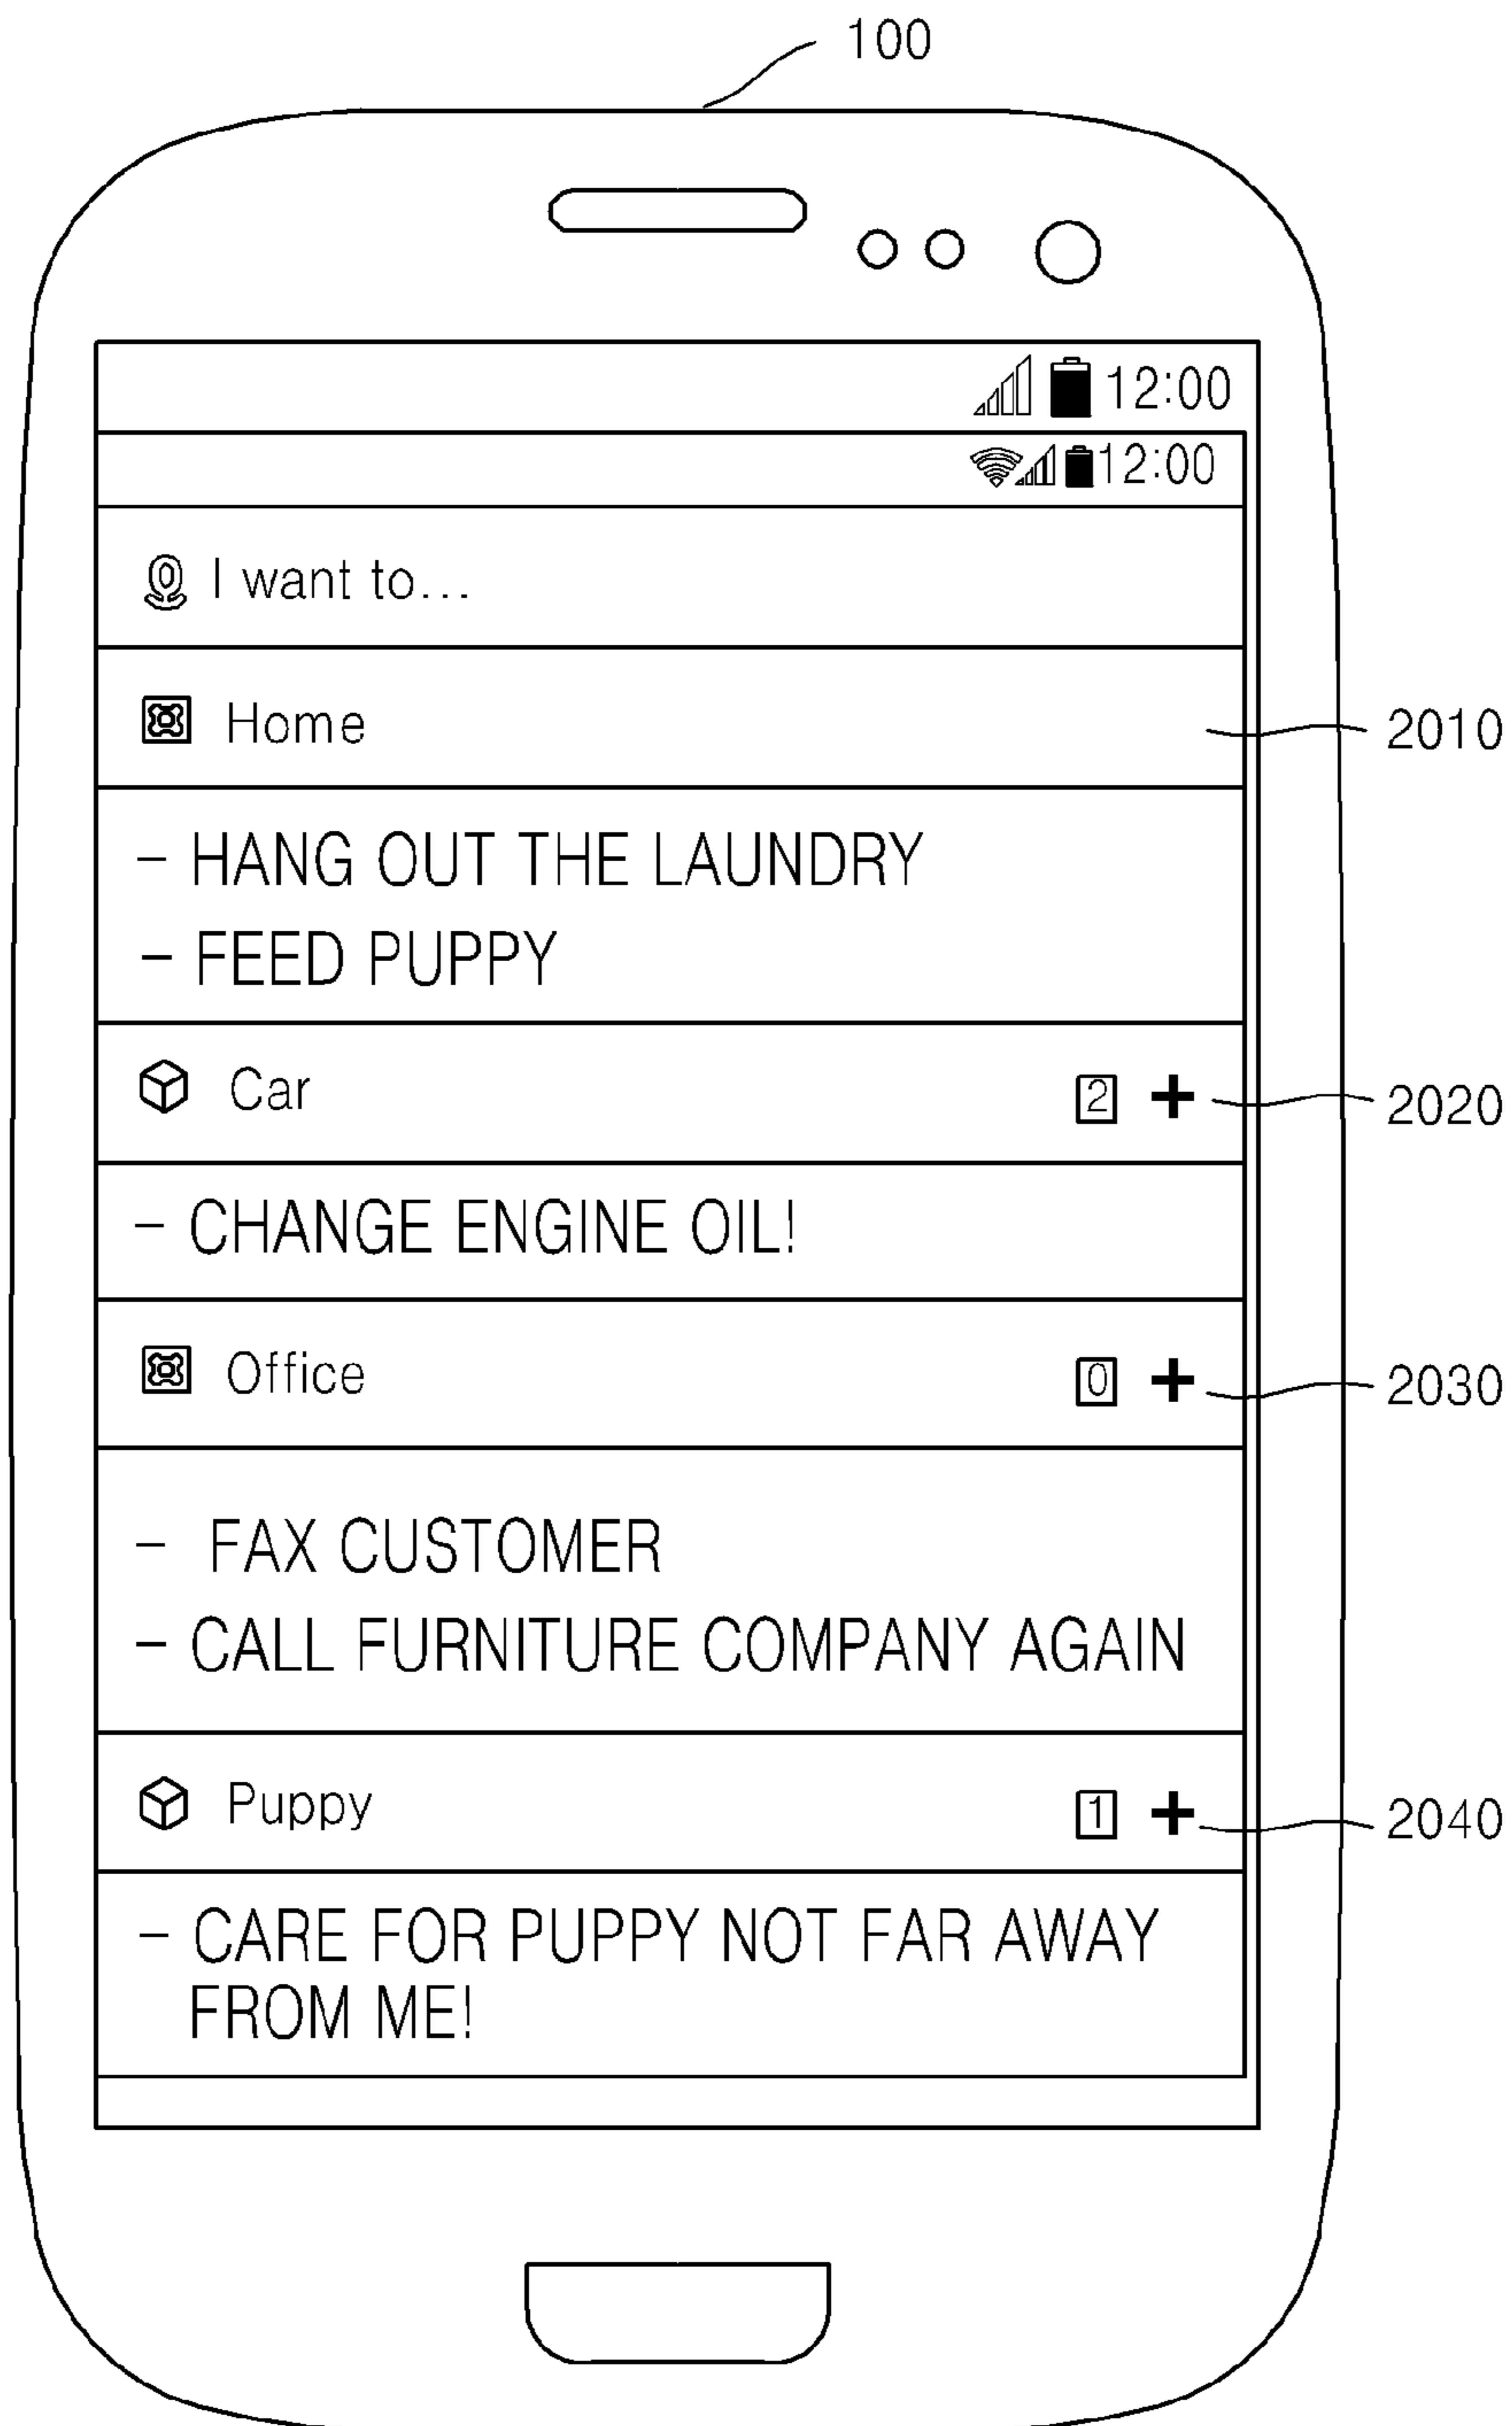 100
12:00
12:00
I want to...
Home 2010
- HANG OUT THE LAUNDRY
- FEED PUPPY
Car 2 + 2020
- CHANGE ENGINE OIL!
Office 0 + 2030
- FAX CUSTOMER
- CALL FURNITURE COMPANY AGAIN
Puppy 1 + 2040
- CARE FOR PUPPY NOT FAR AWAY
FROM ME!